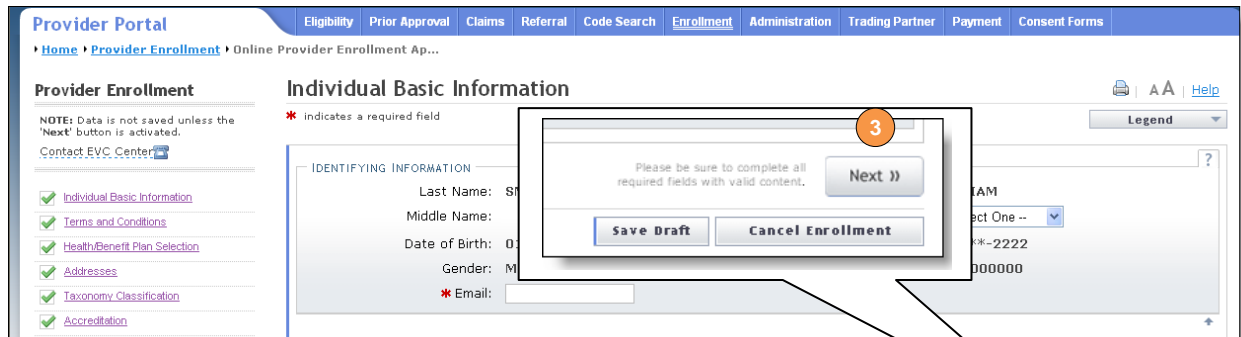 Provider Portal
Eligibility Prior Approval Claims Referral Code Search Enrollment Administration Trading Partner Payment Consent Forms
Home Provider Enrollment Online Provider Enrollment Ap...
Provider Enrollment
NOTE: Data is not saved unless the
'Next' button is activated.
Contact EVC Center
Individual Basic Information
Terms and Conditions
Health/Benefit Plan Selection
Addresses
Taxonomy Classification
Accreditation
Individual Basic Information
AA | Help
* indicates a required field
Legend
IDENTIFYING INFORMATION
?
Last Name:
Middle Name:
Date of Birth:
Gender:
* Email:
3
Please be sure to complete all
required fields with valid content.
Next »
Save Draft
Cancel Enrollment
IAM
ect One --
**-2222
000000